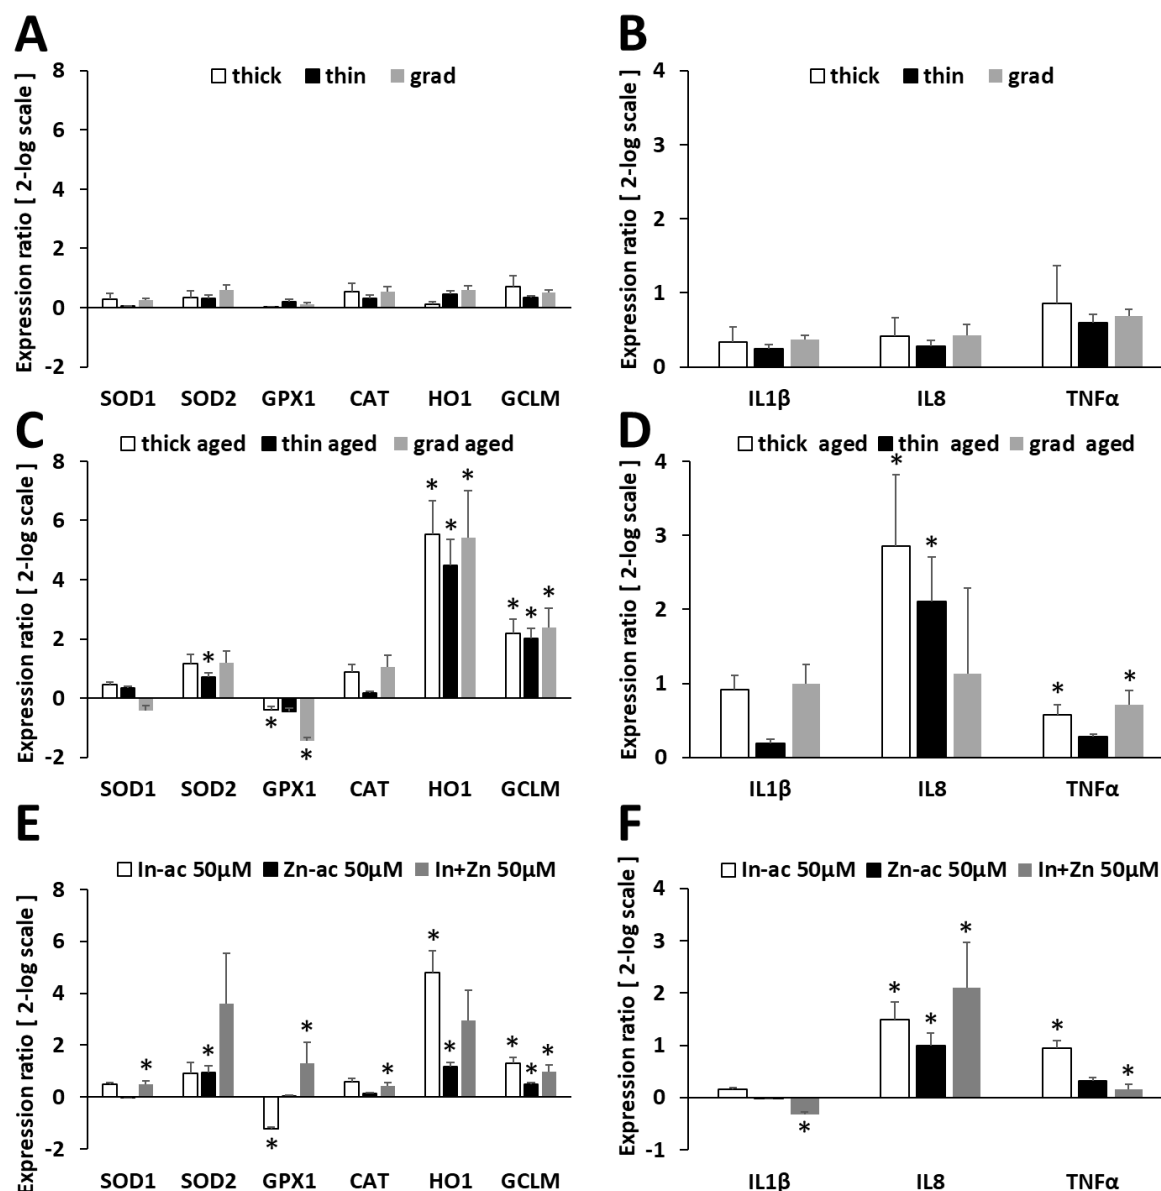 A
Expression ratio [ 2-log scale ]
thick thin grad
8
6
4
2
0
-2
SOD1 SOD2 GPX1 CAT HO1 GCLM
B
Expression ratio [ 2-log scale ]
thick thin grad
4
3
2
1
0
IL1β IL8 TNFα
C
Expression ratio [ 2-log scale ]
thick aged thin aged grad aged
8
6
4
2
0
-2
* * * * * * * * *
SOD1 SOD2 GPX1 CAT HO1 GCLM
D
Expression ratio [ 2-log scale ]
thick aged thin aged grad aged
4
3
2
1
0
* * * *
IL1β IL8 TNFα
E
Expression ratio [ 2-log scale ]
In-ac 50µM Zn-ac 50µM In+Zn 50µM
8
6
4
2
0
-2
* * * * * * * * * *
SOD1 SOD2 GPX1 CAT HO1 GCLM
F
Expression ratio [ 2-log scale ]
In-ac 50µM Zn-ac 50µM In+Zn 50µM
4
3
2
1
0
-1
* * * * * *
IL1β IL8 TNFα